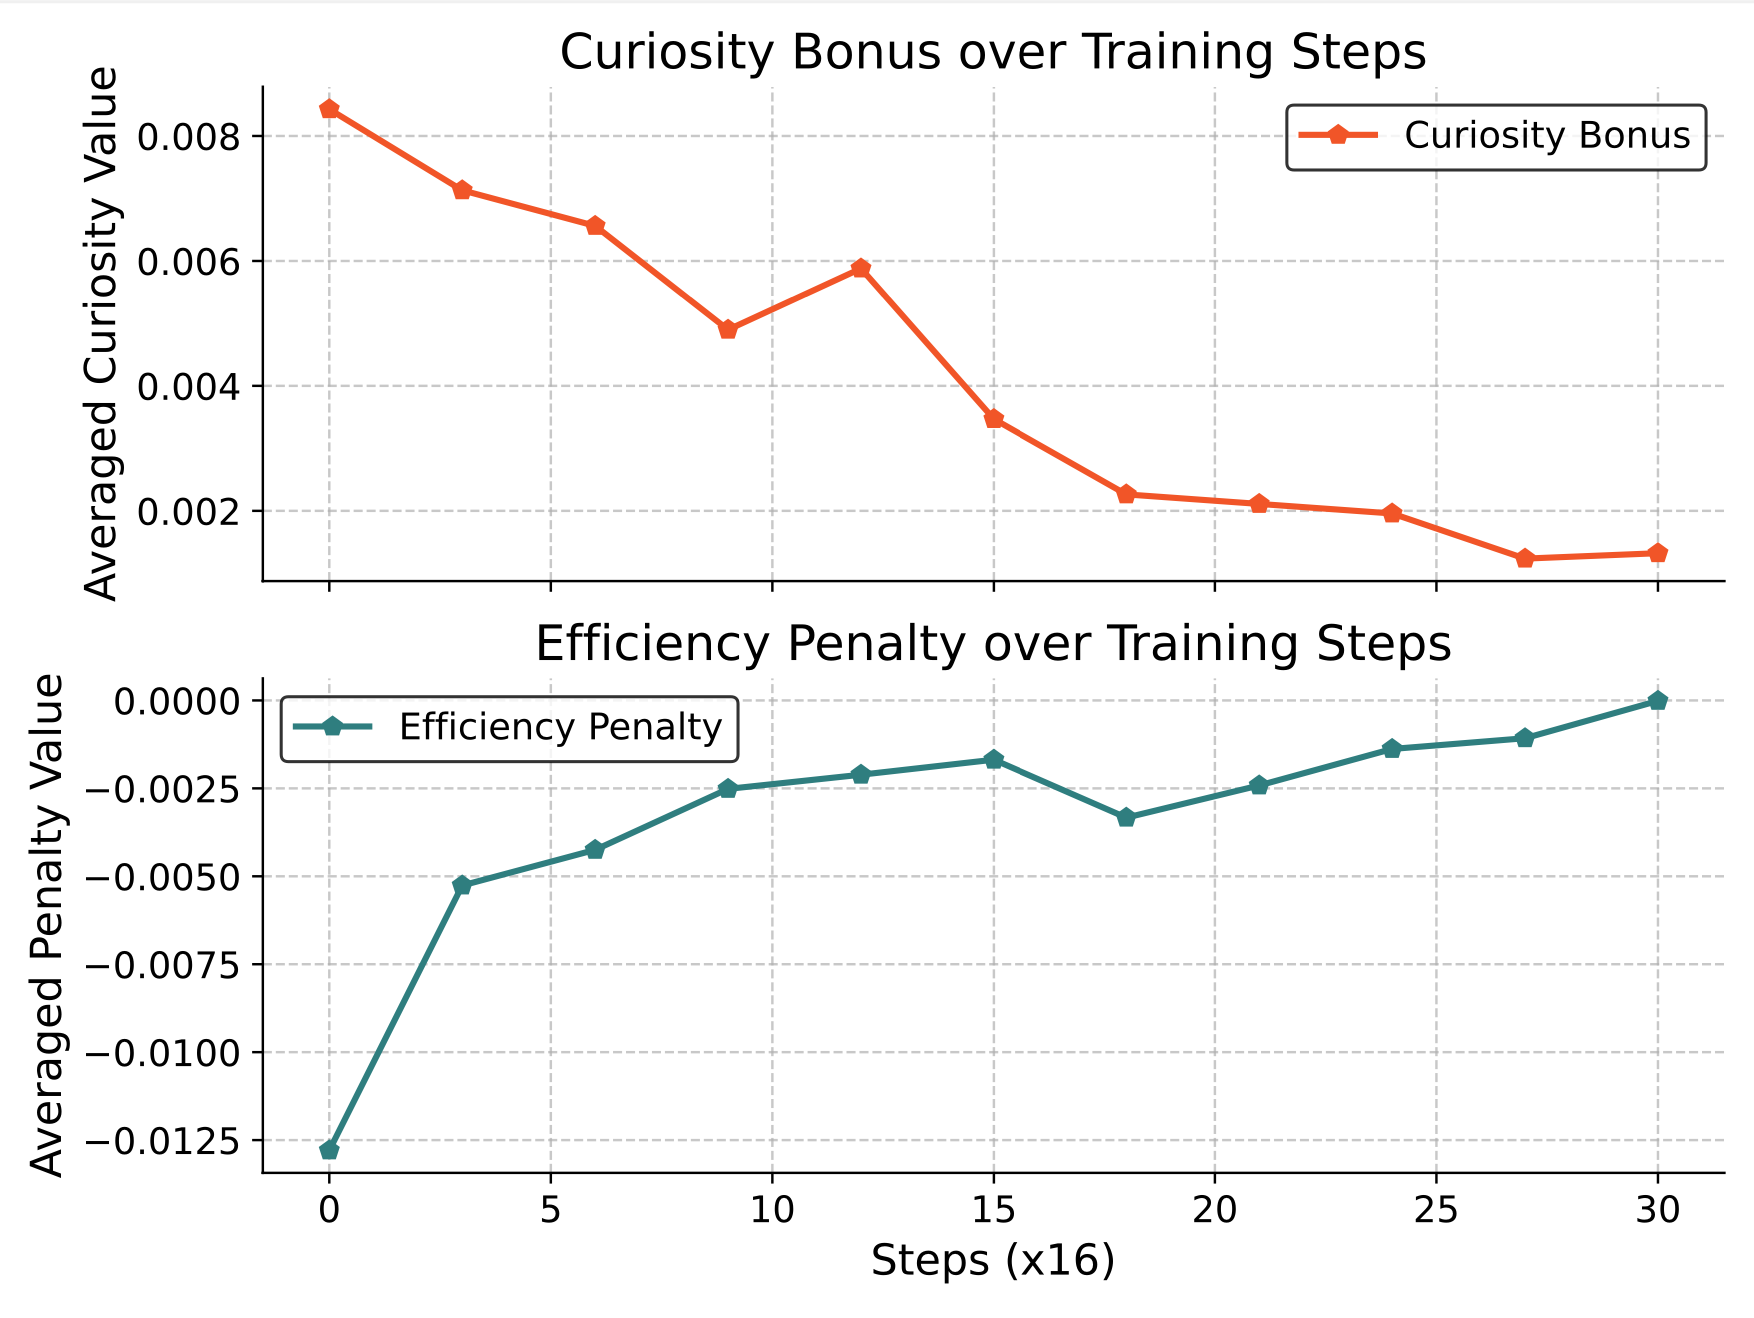 Curiosity Bonus over Training Steps
Averaged Curiosity Value
0.008
0.006
0.004
0.002
Curiosity Bonus
Efficiency Penalty over Training Steps
Averaged Penalty Value
0.0000
−0.0025
−0.0050
−0.0075
−0.0100
−0.0125
Efficiency Penalty
0 5 10 15 20 25 30
Steps (x16)